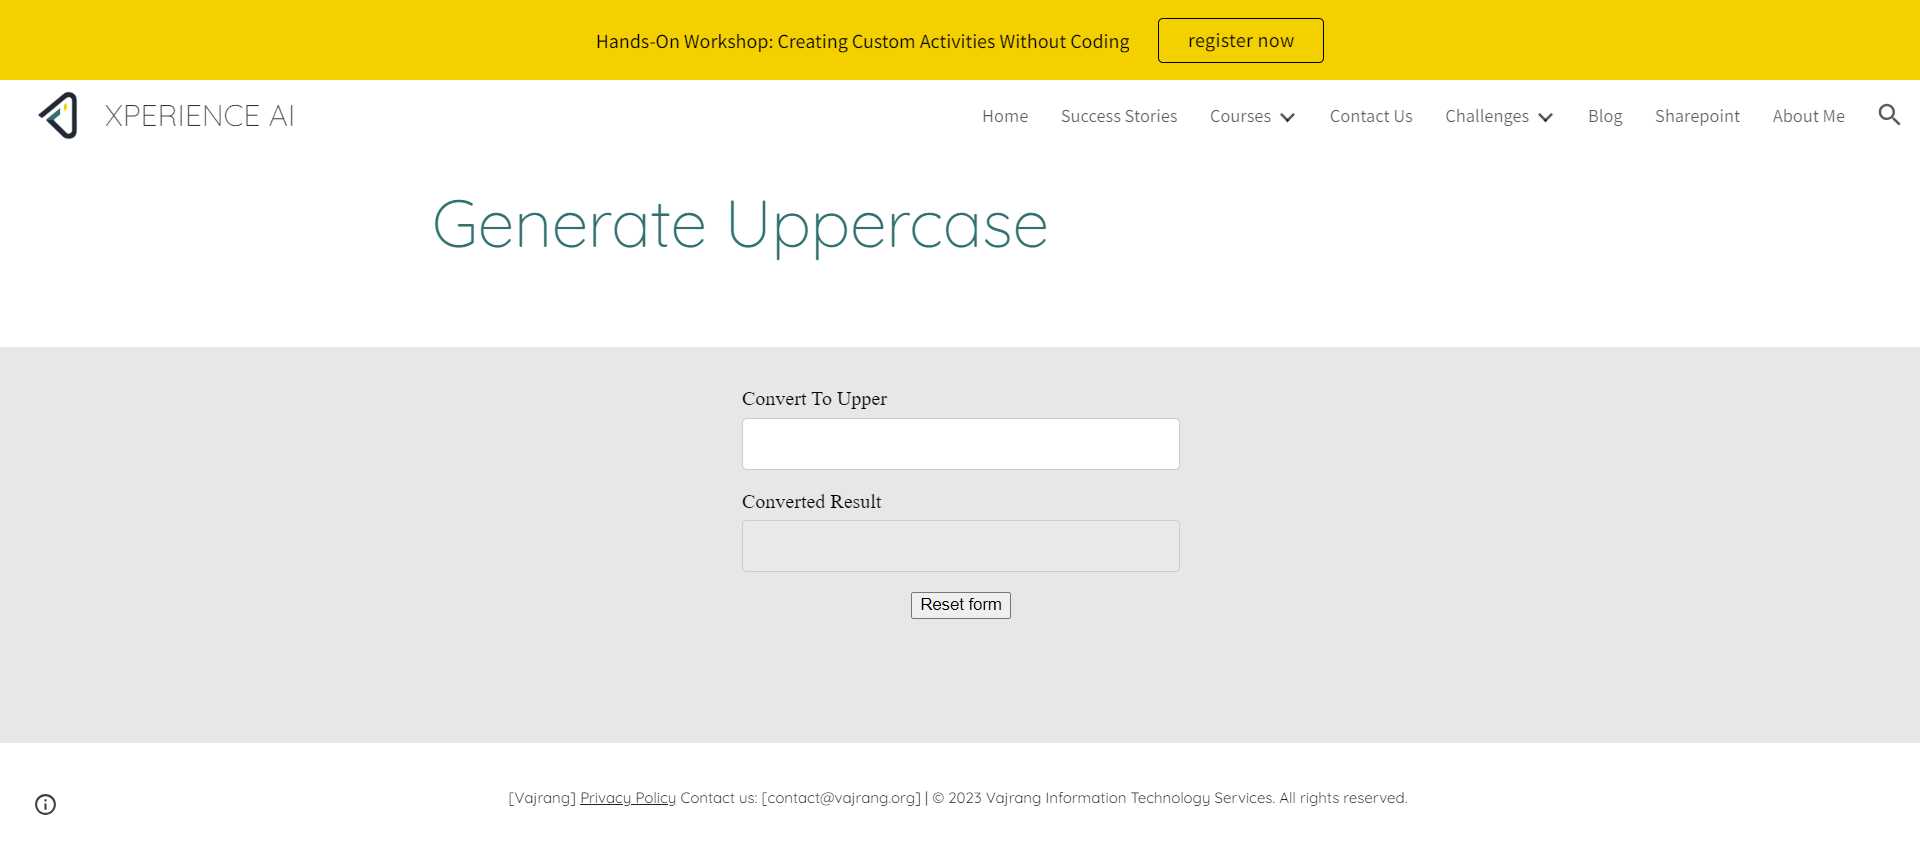 Hands-On Workshop: Creating Custom Activities Without Coding register now
XPERIENCE AI Home Success Stories Courses Contact Us Challenges Blog Sharepoint About Me
Generate Uppercase
Convert To Upper
Converted Result
Reset form
[Vajrang] Privacy Policy Contact us: [contact@vajrang.org] | © 2023 Vajrang Information Technology Services. All rights reserved.